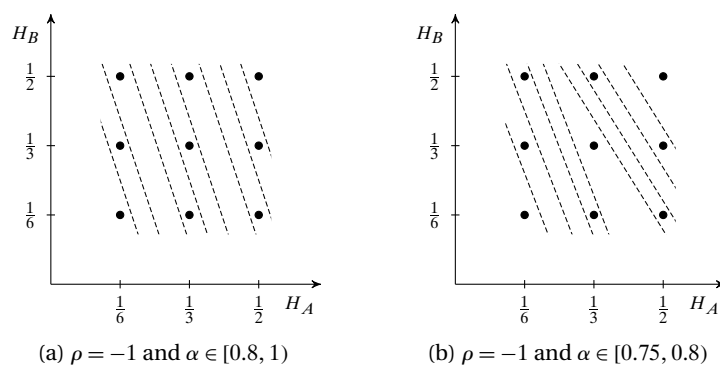 H_B H_B
1/2 1/2
1/3 1/3
1/6 1/6
1/6 1/3 1/2 H_A 1/6 1/3 1/2 H_A
(a) ρ = −1 and α ∈ [0.8, 1) (b) ρ = −1 and α ∈ [0.75, 0.8)